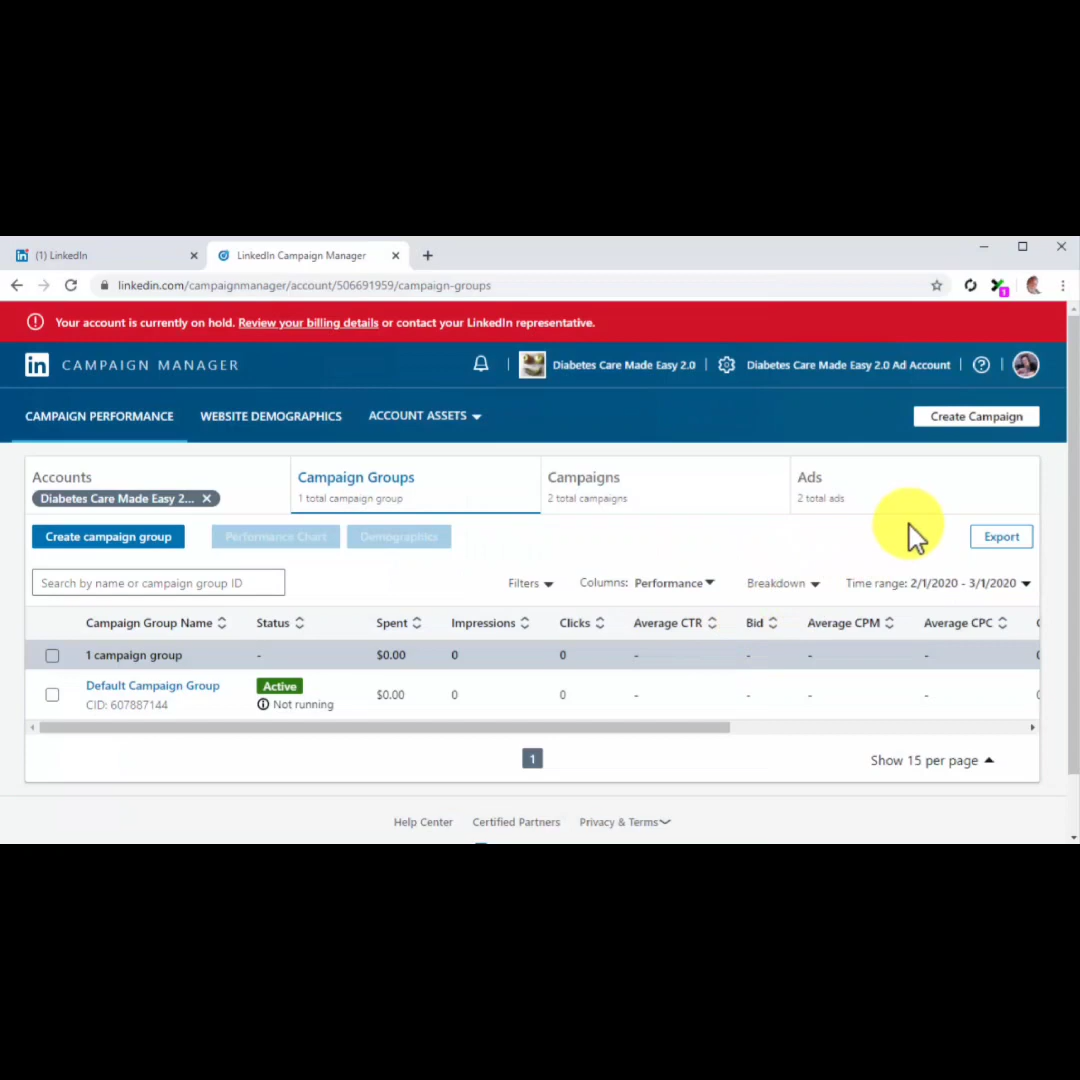 (1) LinkedIn
LinkedIn Campaign Manager
linkedin.com/campaignmanager/account/506691959/campaign-groups
1
Your account is currently on hold. Review your billing details or contact your LinkedIn representative.
in CAMPAIGN MANAGER
Diabetes Care Made Easy 2.0
Diabetes Care Made Easy 2.0 Ad Account
CAMPAIGN PERFORMANCE WEBSITE DEMOGRAPHICS ACCOUNT ASSETS
Create Campaign
Accounts
Diabetes Care Made Easy 2...
Campaign Groups
1 total campaign group
Campaigns
2 total campaigns
Ads
2 total ads
Create campaign group Performance Chart Demographics Export
Search by name or campaign group ID
Filters Columns: Performance Breakdown Time range: 2/1/2020 - 3/1/2020
Campaign Group Name Status Spent Impressions Clicks Average CTR Bid Average CPM Average CPC
1 campaign group - $0.00 0 0 - - - -
Default Campaign Group
CID: 607887144
Active
Not running
$0.00 0 0 - - - -
1
Show 15 per page
Help Center Certified Partners Privacy & Terms